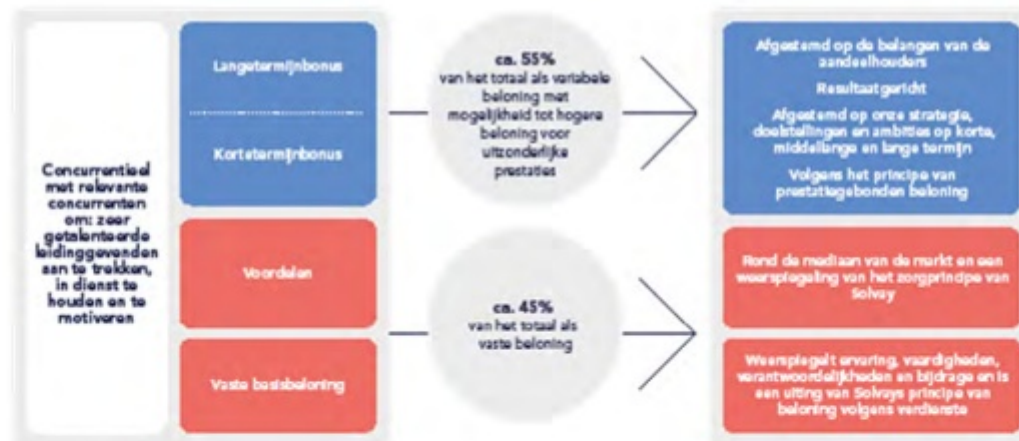 Concurrentieel
met relevante
concurrenten
om: zeer
getalenteerde
leidinggevenden
aan te trekken,
in dienst te
houden en te
motiveren
Langetermijnbonus
Kortetermijnbonus
Voordelen
Vaste basisbeloning
ca. 55%
van het totaal als variabele
beloning met
mogelijkheid tot hogere
beloning voor
uitzonderlijke
prestaties
ca. 45%
van het totaal als
vaste beloning
Afgestemd op de belangen van de
aandeelhouders
Resultaatgericht
Afgestemd op onze strategie,
doelstellingen en ambities op korte,
middellange en lange termijn
Volgens het principe van
prestatiegebonden beloning
Rond de mediaan van de markt en een
weerspiegeling van het zorgprincipe van
Solvay
Weerspiegelt ervaring, vaardigheden,
verantwoordelijkheden en bijdrage en is
een uiting van Solvays principe van
beloning volgens verdienste